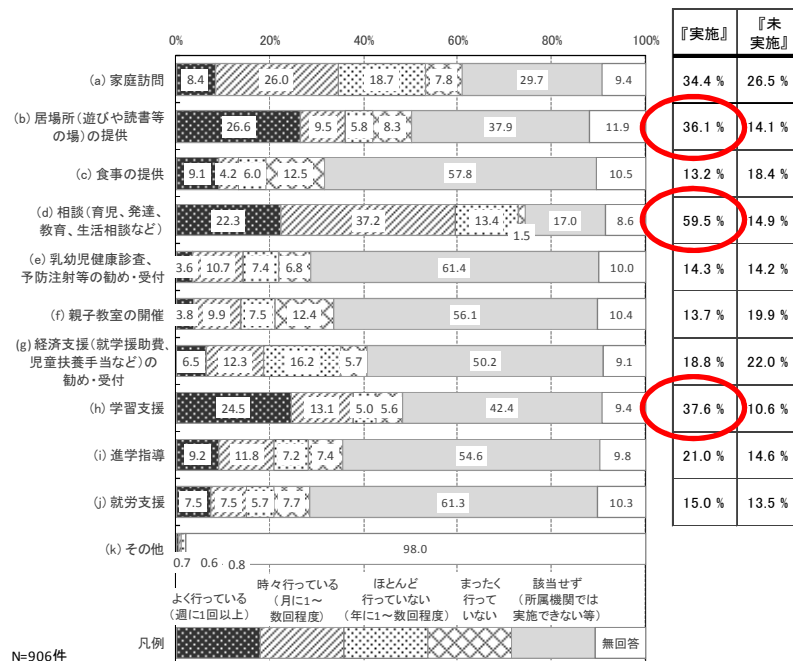 0% 20% 40% 60% 80% 100%
『実施』 『未実施』
(a) 家庭訪問 8.4 26.0 18.7 7.8 29.7 9.4 34.4 % 26.5 %
(b) 居場所(遊びや読書等
の場)の提供 26.6 9.5 5.8 8.3 37.9 11.9 36.1 % 14.1 %
(c) 食事の提供 9.1 4.2 6.0 12.5 57.8 10.5 13.2 % 18.4 %
(d) 相談(育児、発達、
教育、生活相談など) 22.3 37.2 13.4 1.5 17.0 8.6 59.5 % 14.9 %
(e) 乳幼児健康診査、
予防注射等の勧め・受付 3.6 10.7 7.4 6.8 61.4 10.0 14.3 % 14.2 %
(f) 親子教室の開催 3.8 9.9 7.5 12.4 56.1 10.4 13.7 % 19.9 %
(g) 経済支援(就学援助費、
児童扶養手当など)の
勧め・受付 6.5 12.3 16.2 5.7 50.2 9.1 18.8 % 22.0 %
(h) 学習支援 24.5 13.1 5.0 5.6 42.4 9.4 37.6 % 10.6 %
(i) 進学指導 9.2 11.8 7.2 7.4 54.6 9.8 21.0 % 14.6 %
(j) 就労支援 7.5 7.5 5.7 7.7 61.3 10.3 15.0 % 13.5 %
(k) その他 0.7 0.6 0.8 98.0
よく行っている
(週に1回以上)
時々行っている
(月に1~
数回程度)
ほとんど
行っていない
(年に1~数回程度)
まったく
行って
いない
該当せず
(所属機関では
実施できない等)
凡例 無回答
N=906件